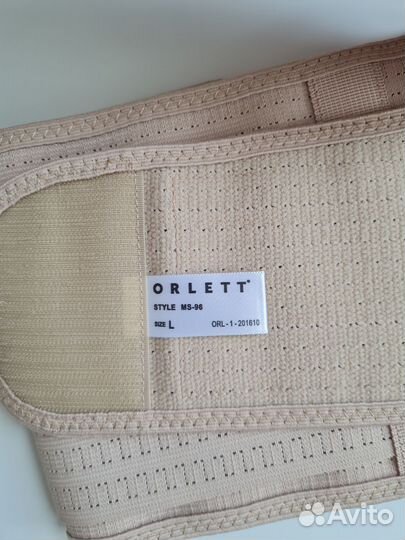 ORLETT®
STYLE MS-96
SIZE L ORL-1-201610
Avito